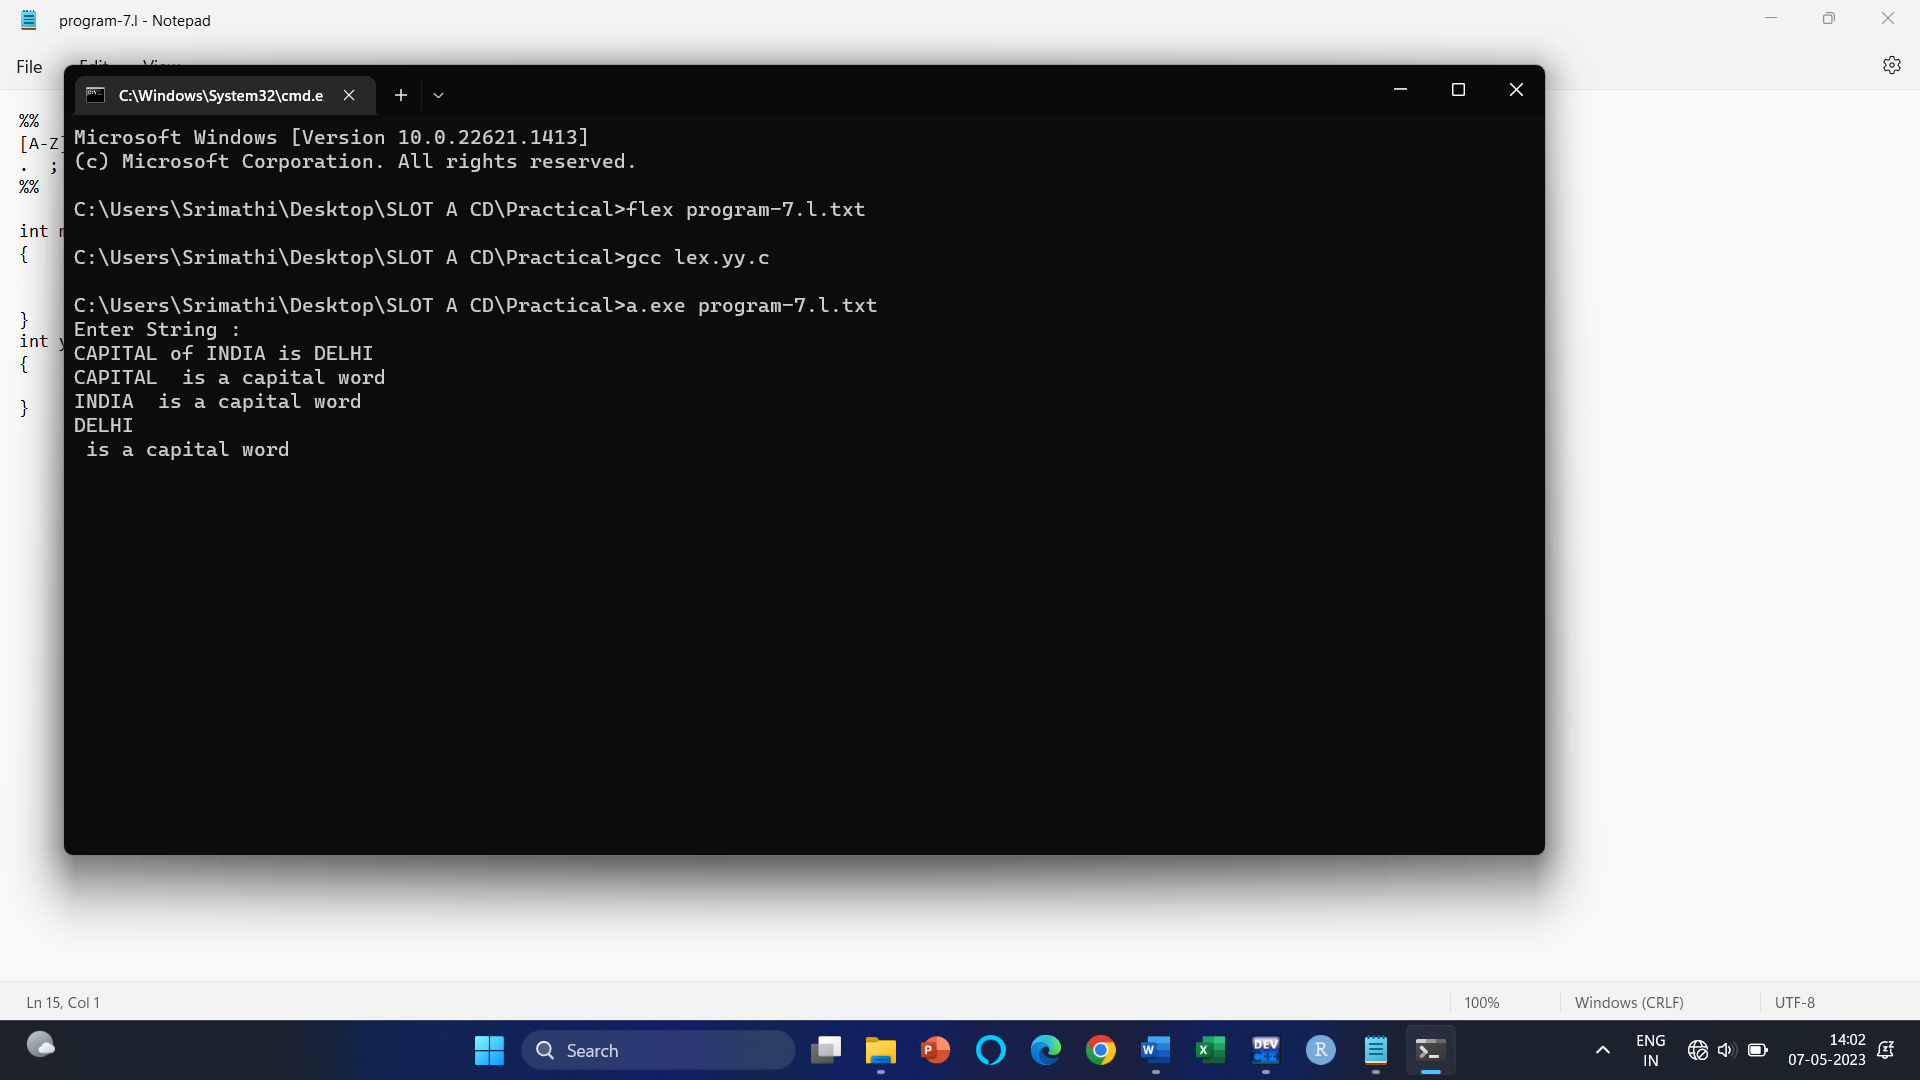 program-7.l - Notepad
File
%%
[A-Z]
. ;
%%
int
{
}
int
{
}
C:\Windows\System32\cmd.e
Microsoft Windows [Version 10.0.22621.1413]
(c) Microsoft Corporation. All rights reserved.
C:\Users\Srimathi\Desktop\SLOT A CD\Practical>flex program-7.l.txt
C:\Users\Srimathi\Desktop\SLOT A CD\Practical>gcc lex.yy.c
C:\Users\Srimathi\Desktop\SLOT A CD\Practical>a.exe program-7.l.txt
Enter String :
CAPITAL of INDIA is DELHI
CAPITAL  is a capital word
INDIA  is a capital word
DELHI
 is a capital word
Ln 15, Col 1
100%
Windows (CRLF)
UTF-8
Search
DEV
C++
ENG
IN
14:02
07-05-2023